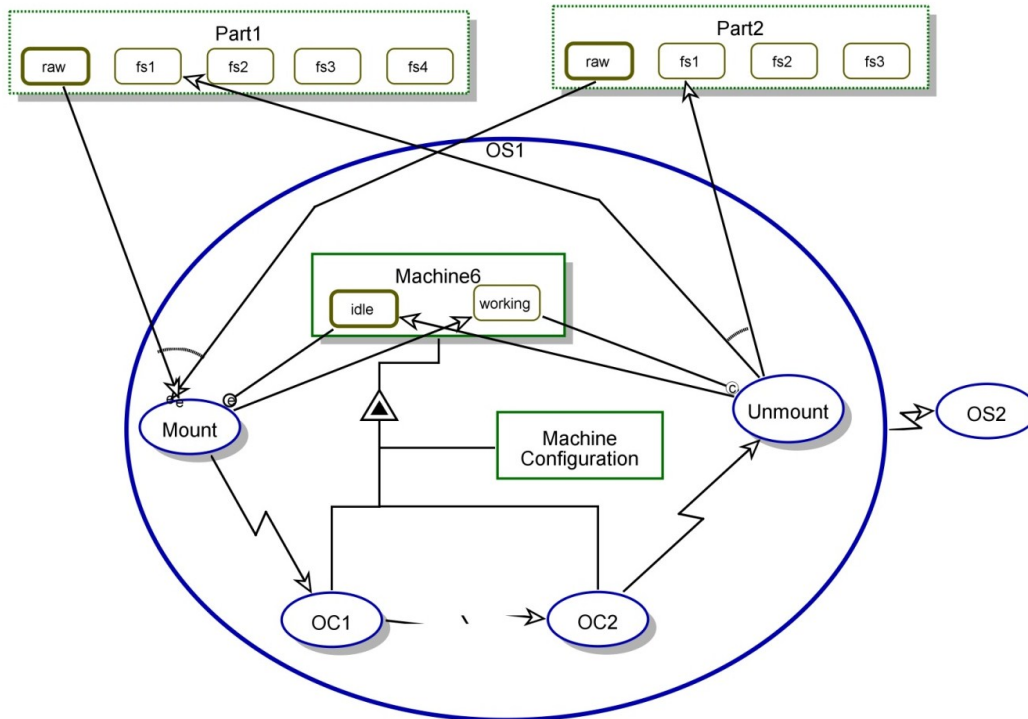 Part1
raw
fs1
fs2
fs3
fs4
Part2
raw
fs1
fs2
fs3
OS1
Machine6
idle
working
e
e
e
c
Mount
Unmount
OS2
Machine
Configuration
OC1
OC2